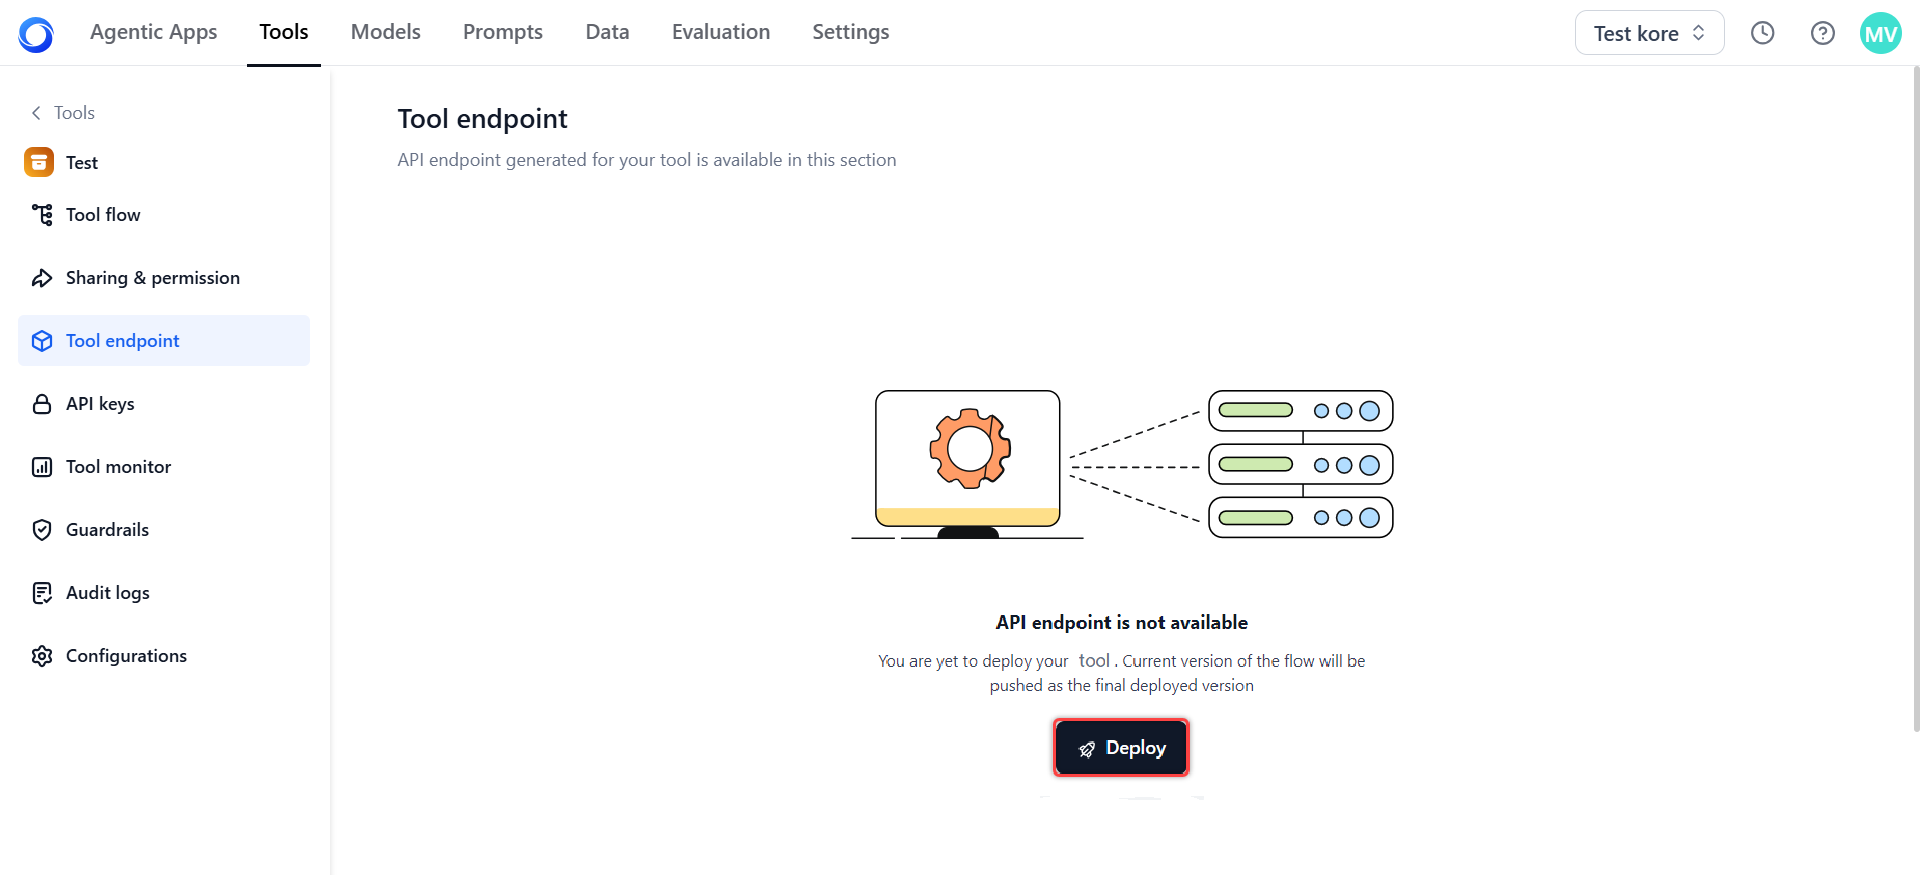 Agentic Apps Tools Models Prompts Data Evaluation Settings Test kore MV
Tools
Test
Tool flow
Sharing & permission
Tool endpoint
API keys
Tool monitor
Guardrails
Audit logs
Configurations
Tool endpoint
API endpoint generated for your tool is available in this section
API endpoint is not available
You are yet to deploy your tool . Current version of the flow will be
pushed as the final deployed version
Deploy